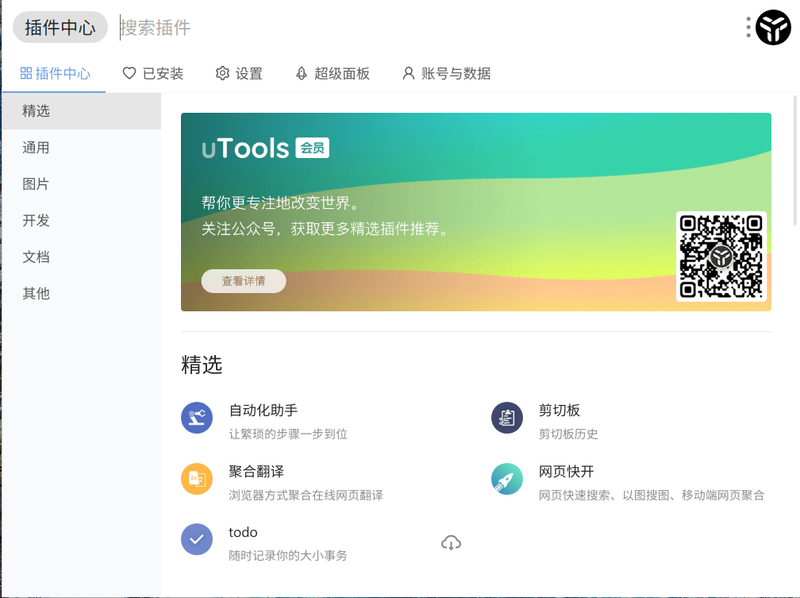 插件中心
搜索插件
插件中心
已安装
设置
超级面板
账号与数据
精选
通用
图片
开发
文档
其他
uTools 会员
帮你更专注地改变世界。
关注公众号，获取更多精选插件推荐。
查看详情
精选
自动化助手
让繁琐的步骤一步到位
剪切板
剪切板历史
聚合翻译
浏览器方式聚合在线网页翻译
网页快开
网页快速搜索、以图搜图、移动端网页聚合
todo
随时记录你的大小事务